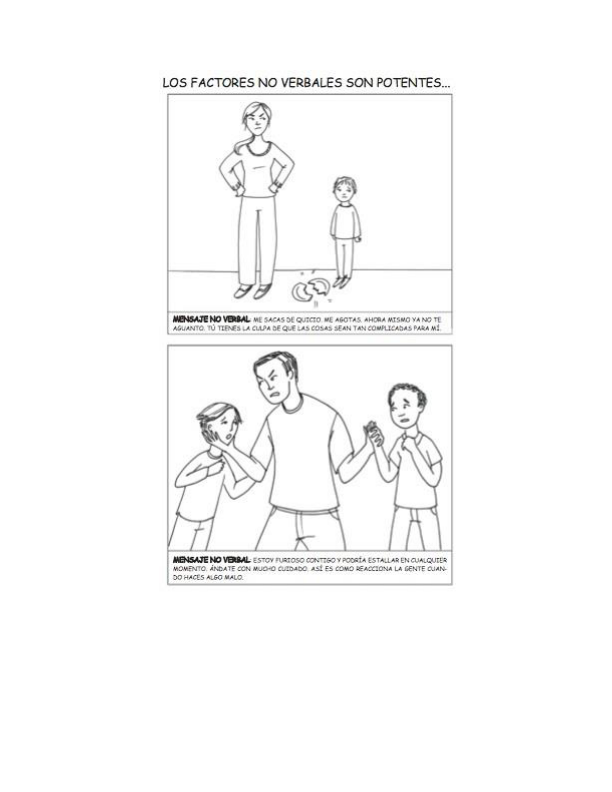 LOS FACTORES NO VERBALES SON POTENTES...
MENSAJE NO VERBAL: ME SACAS DE QUICIO. ME AGOTAS. AHORA MISMO YA NO TE
AGUANTO. TÚ TIENES LA CULPA DE QUE LAS COSAS SEAN TAN COMPLICADAS PARA MÍ.
MENSAJE NO VERBAL: ESTOY FURIOSO CONTIGO Y PODRÍA ESTALLAR EN CUALQUIER
MOMENTO. ÁNDATE CON MUCHO CUIDADO. ASÍ ES COMO REACCIONA LA GENTE CUAN-
DO HACES ALGO MALO.